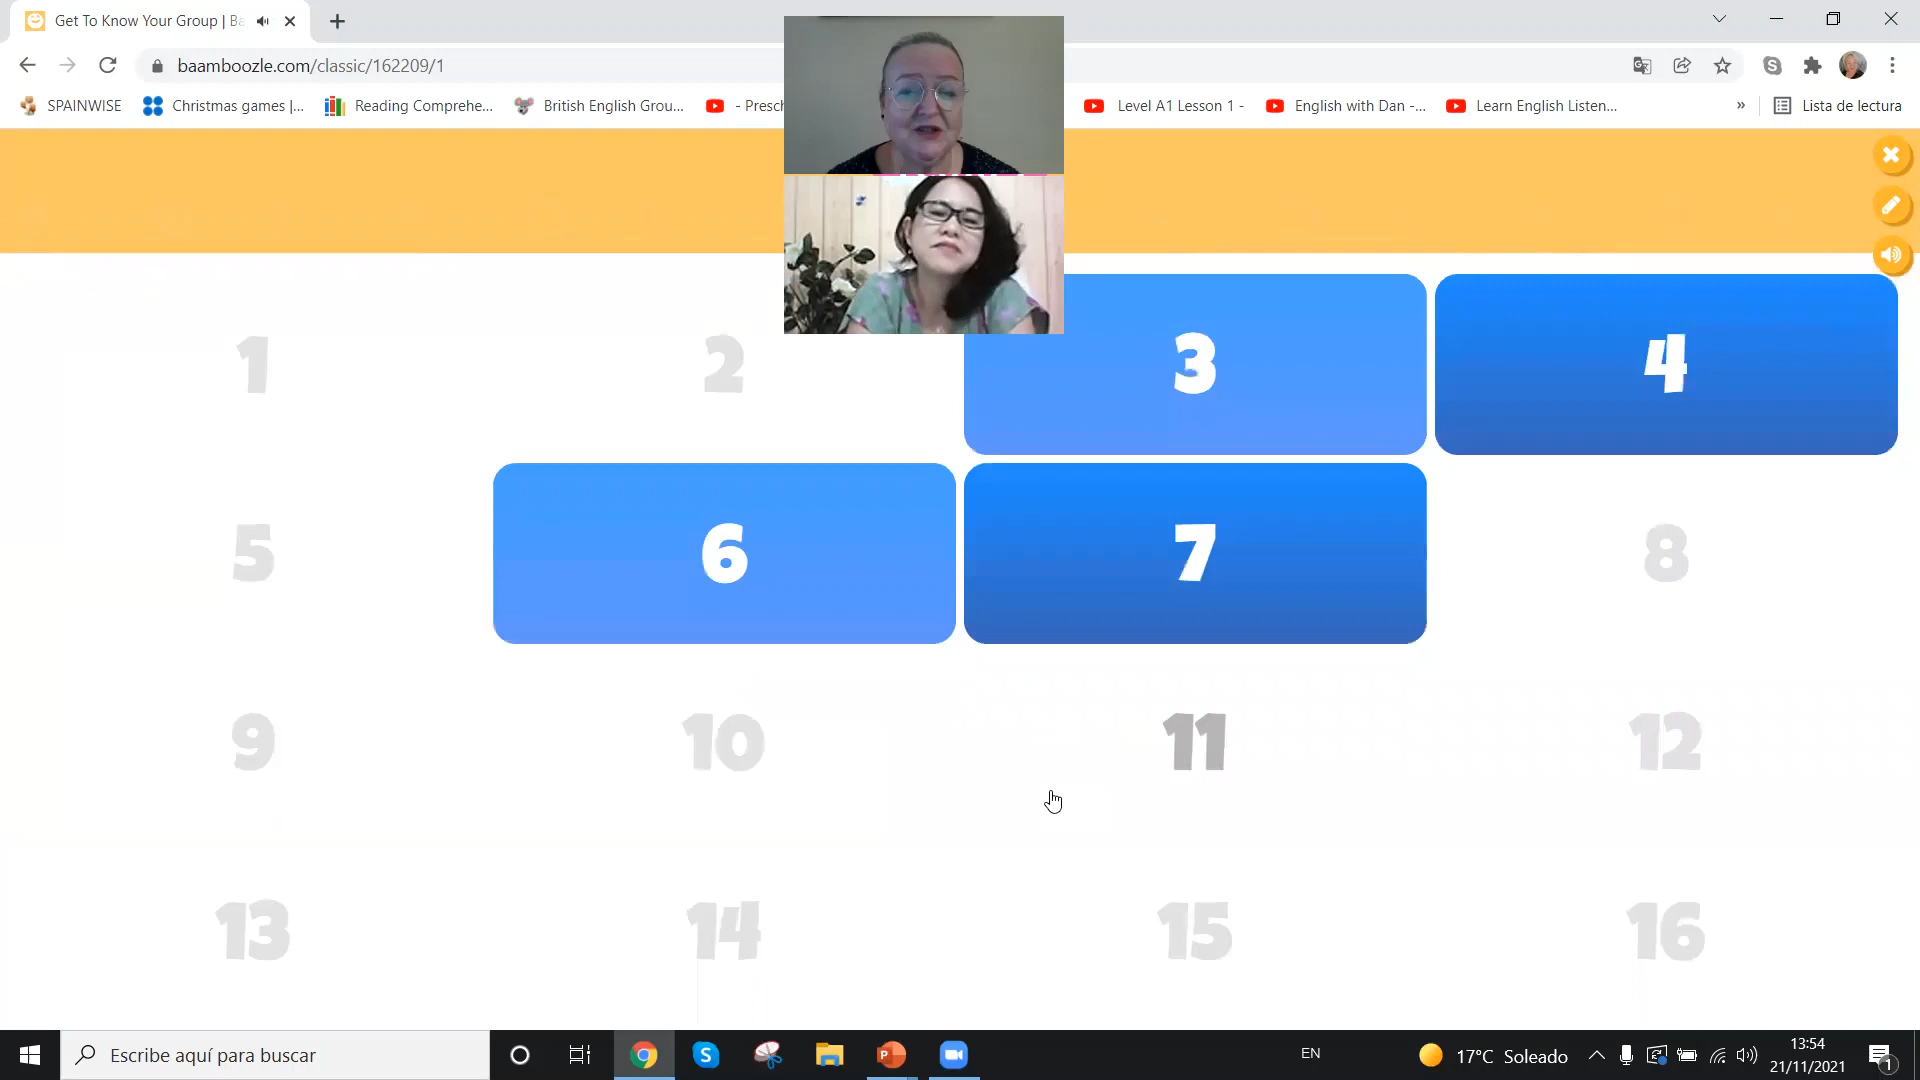 Get To Know Your Group | Ba
baamboozle.com/classic/162209/1
SPAINWISE
Christmas games |...
Reading Comprehe...
British English Grou...
- Presch
Level A1 Lesson 1 -
English with Dan -...
Learn English Listen...
»
Lista de lectura
1
2
3
4
5
6
7
8
9
10
11
12
13
14
15
16
Escribe aquí para buscar
EN
17°C Soleado
13:54
21/11/2021
1